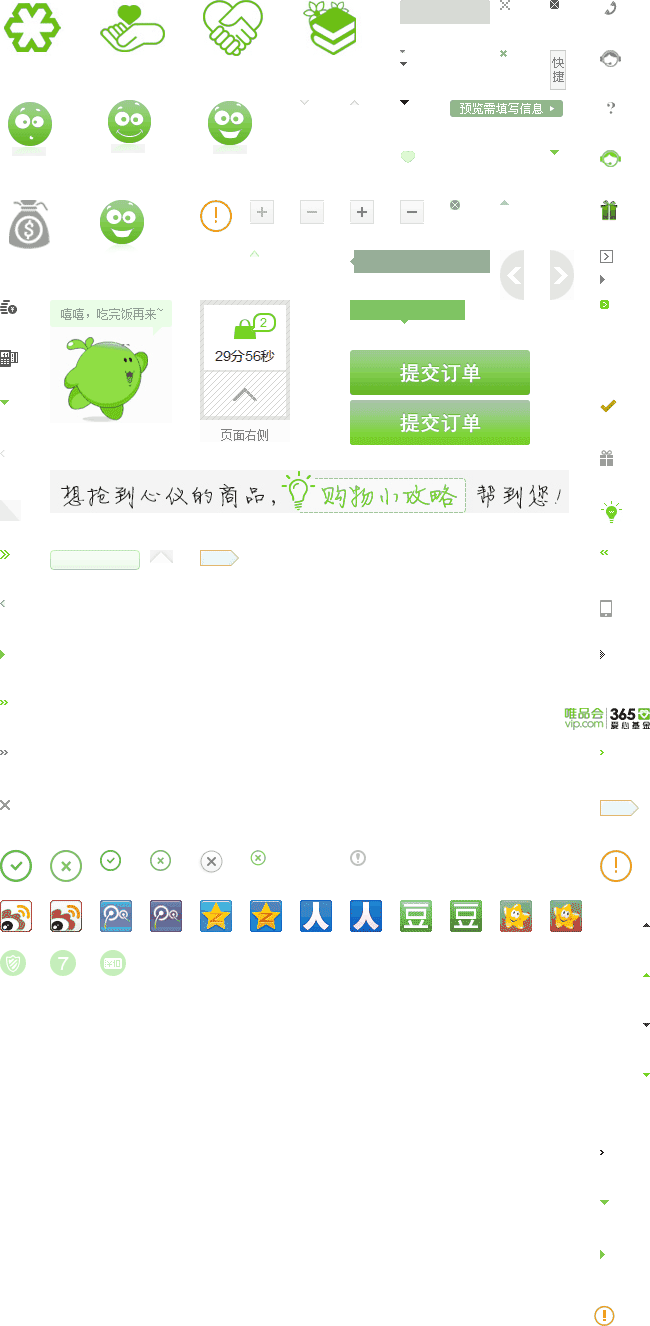 快
捷
预览需填写信息
?
!
$
嘻嘻，吃完饭再来~
2
29分56秒
页面右侧
提交订单
提交订单
想抢到心仪的商品，购物小攻略 帮到您！
唯品会 365
vip.com 爱心基金
!
!
人 人 豆 豆
7
!